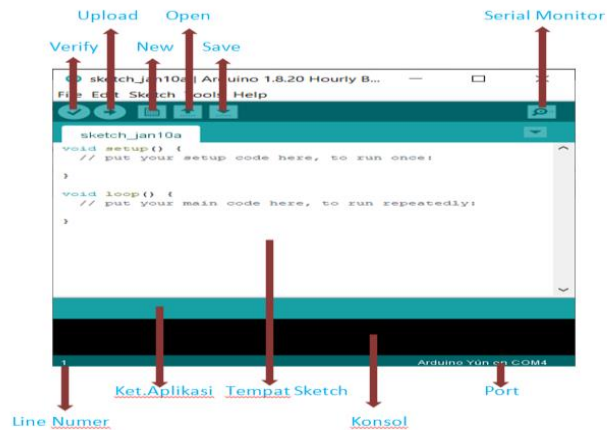 Upload Open Serial Monitor
Verify New Save
sketch_jan10a | Arduino 1.8.20 Hourly B...
File Edit Sketch Tools Help
sketch_jan10a
void setup() {
// put your setup code here, to run once:
}
void loop() {
// put your main code here, to run repeatedly:
}
1 Arduino Yún on COM4
Ket.Aplikasi Tempat Sketch Port
Line Numer Konsol